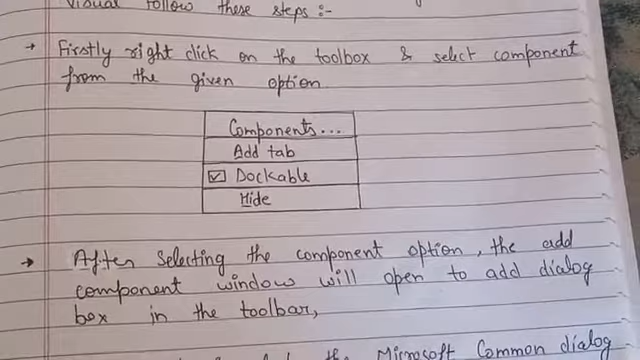 Visual follow these steps :-
→ Firstly right click on the toolbox & select component
from the given option.
Components...
Add tab
☑ Dockable
Hide
→ After selecting the component option, the add
component window will open to add dialog
box in the toolbar,
the Microsoft Common dialog